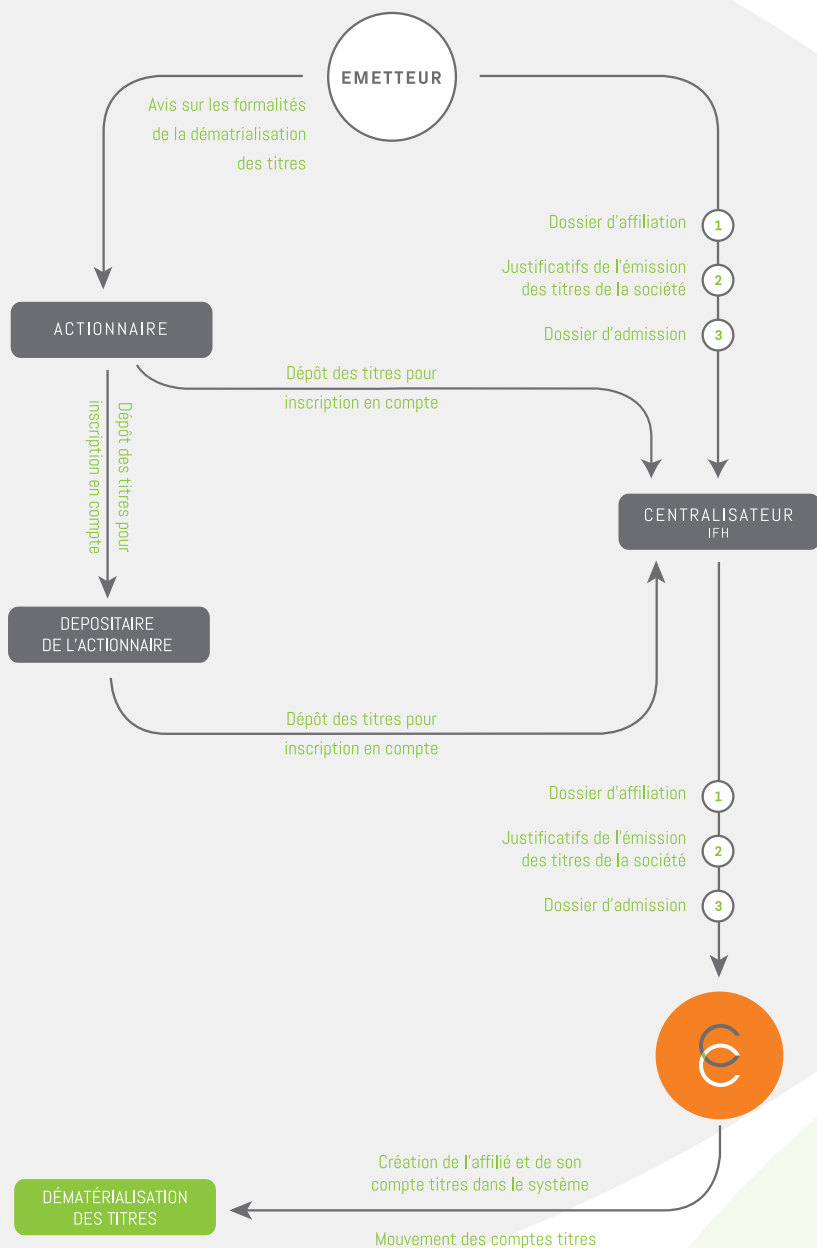 EMETTEUR
Avis sur les formalités
de la dématrialisation
des titres
Dossier d'affiliation
1
Justificatifs de l'émission
des titres de la société
2
Dossier d'admission
3
ACTIONNAIRE
Dépôt des titres pour
inscription en compte
Dépôt des titres pour
inscription en compte
CENTRALISATEUR
IFH
DEPOSITAIRE
DE L'ACTIONNAIRE
Dépôt des titres pour
inscription en compte
Dossier d'affiliation
1
Justificatifs de l'émission
des titres de la société
2
Dossier d'admission
3
Création de l'affilié et de son
compte titres dans le système
DÉMATÉRIALISATION
DES TITRES
Mouvement des comptes titres